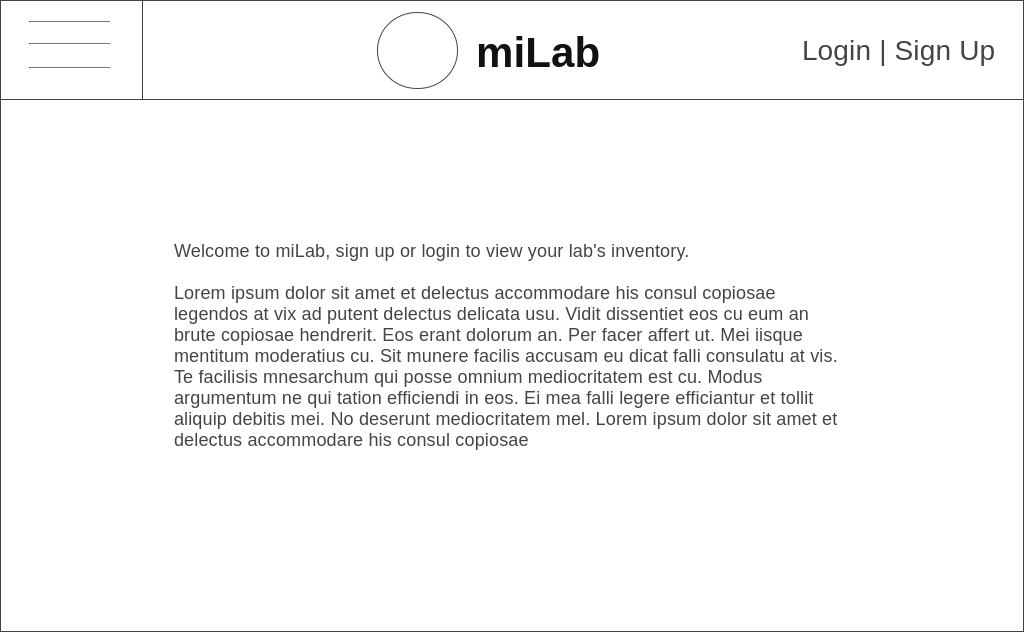 miLab
Login | Sign Up
Welcome to miLab, sign up or login to view your lab's inventory.
Lorem ipsum dolor sit amet et delectus accommodare his consul copiosae
legendos at vix ad putent delectus delicata usu. Vidit dissentiet eos cu eum an
brute copiosae hendrerit. Eos erant dolorum an. Per facer affert ut. Mei iisque
mentitum moderatius cu. Sit munere facilis accusam eu dicat falli consulatu at vis.
Te facilisis mnesarchum qui posse omnium mediocritatem est cu. Modus
argumentum ne qui tation efficiendi in eos. Ei mea falli legere efficiantur et tollit
aliquip debitis mei. No deserunt mediocritatem mel. Lorem ipsum dolor sit amet et
delectus accommodare his consul copiosae